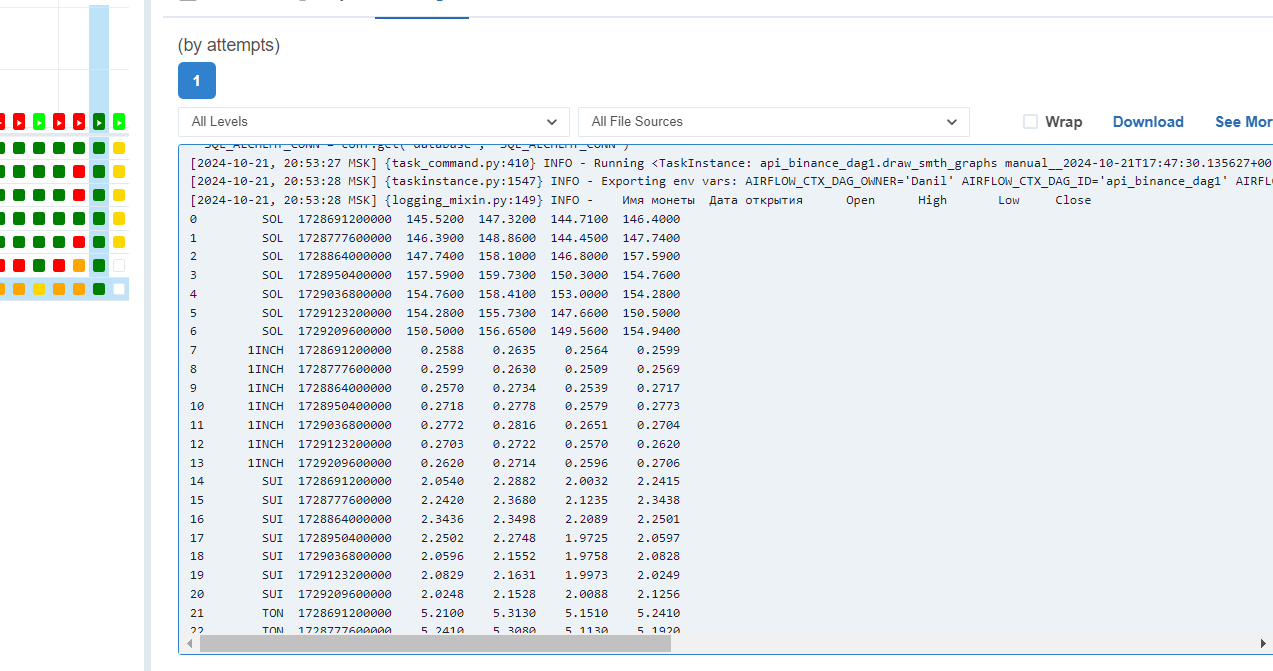 (by attempts)
1
All Levels All File Sources Wrap Download See Mor
SQL_ALCHEMY_CONN = conf.get("database", "SQL_ALCHEMY_CONN")
[2024-10-21, 20:53:27 MSK] {task_command.py:410} INFO - Running <TaskInstance: api_binance_dag1.draw_smth_graphs manual__2024-10-21T17:47:30.135627+00
[2024-10-21, 20:53:28 MSK] {taskinstance.py:1547} INFO - Exporting env vars: AIRFLOW_CTX_DAG_OWNER='Danil' AIRFLOW_CTX_DAG_ID='api_binance_dag1' AIRFL
[2024-10-21, 20:53:28 MSK] {logging_mixin.py:149} INFO - Имя монеты Дата открытия Open High Low Close
0 SOL 1728691200000 145.5200 147.3200 144.7100 146.4000
1 SOL 1728777600000 146.3900 148.8600 144.4500 147.7400
2 SOL 1728864000000 147.7400 158.1000 146.8000 157.5900
3 SOL 1728950400000 157.5900 159.7300 150.3000 154.7600
4 SOL 1729036800000 154.7600 158.4100 153.0000 154.2800
5 SOL 1729123200000 154.2800 155.7300 147.6600 150.5000
6 SOL 1729209600000 150.5000 156.6500 149.5600 154.9400
7 1INCH 1728691200000 0.2588 0.2635 0.2564 0.2599
8 1INCH 1728777600000 0.2599 0.2630 0.2509 0.2569
9 1INCH 1728864000000 0.2570 0.2734 0.2539 0.2717
10 1INCH 1728950400000 0.2718 0.2778 0.2579 0.2773
11 1INCH 1729036800000 0.2772 0.2816 0.2651 0.2704
12 1INCH 1729123200000 0.2703 0.2722 0.2570 0.2620
13 1INCH 1729209600000 0.2620 0.2714 0.2596 0.2706
14 SUI 1728691200000 2.0540 2.2882 2.0032 2.2415
15 SUI 1728777600000 2.2420 2.3680 2.1235 2.3438
16 SUI 1728864000000 2.3436 2.3498 2.2089 2.2501
17 SUI 1728950400000 2.2502 2.2748 1.9725 2.0597
18 SUI 1729036800000 2.0596 2.1552 1.9758 2.0828
19 SUI 1729123200000 2.0829 2.1631 1.9973 2.0249
20 SUI 1729209600000 2.0248 2.1528 2.0088 2.1256
21 TON 1728691200000 5.2100 5.3130 5.1510 5.2410
22 TON 1728777600000 5.2410 5.3080 5.1130 5.1920